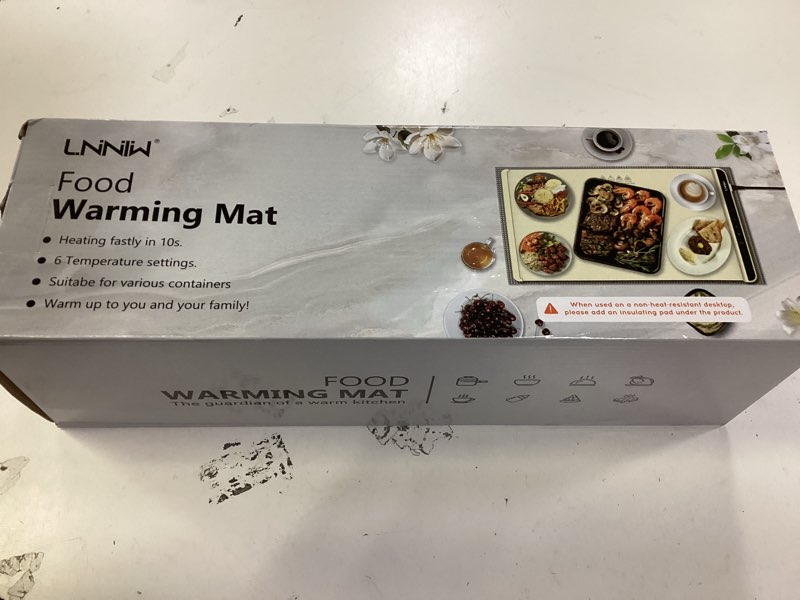 L.NNIW®
Food
Warming Mat
● Heating fastly in 10s.
● 6 Temperature settings.
● Suitabe for various containers
● Warm up to you and your family!
When used on a non-heat-resistant desktop,
please add an insulating pad under the product.
FOOD
WARMING MAT
The guardian of a warm kitchen